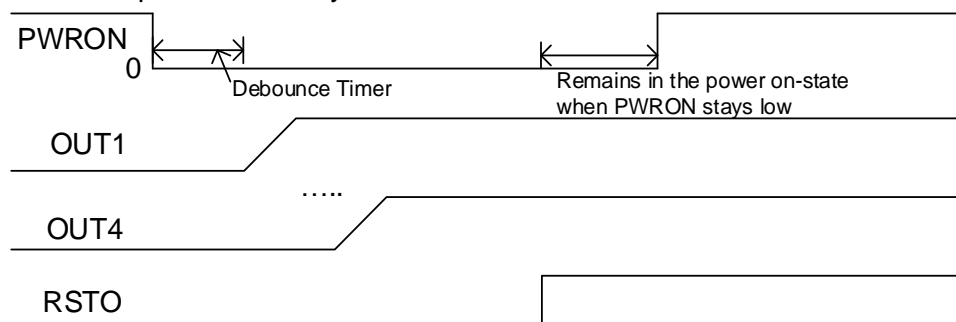 PWRON
0
Debounce Timer
Remains in the power on-state
when PWRON stays low
OUT1
.....
OUT4
RSTO